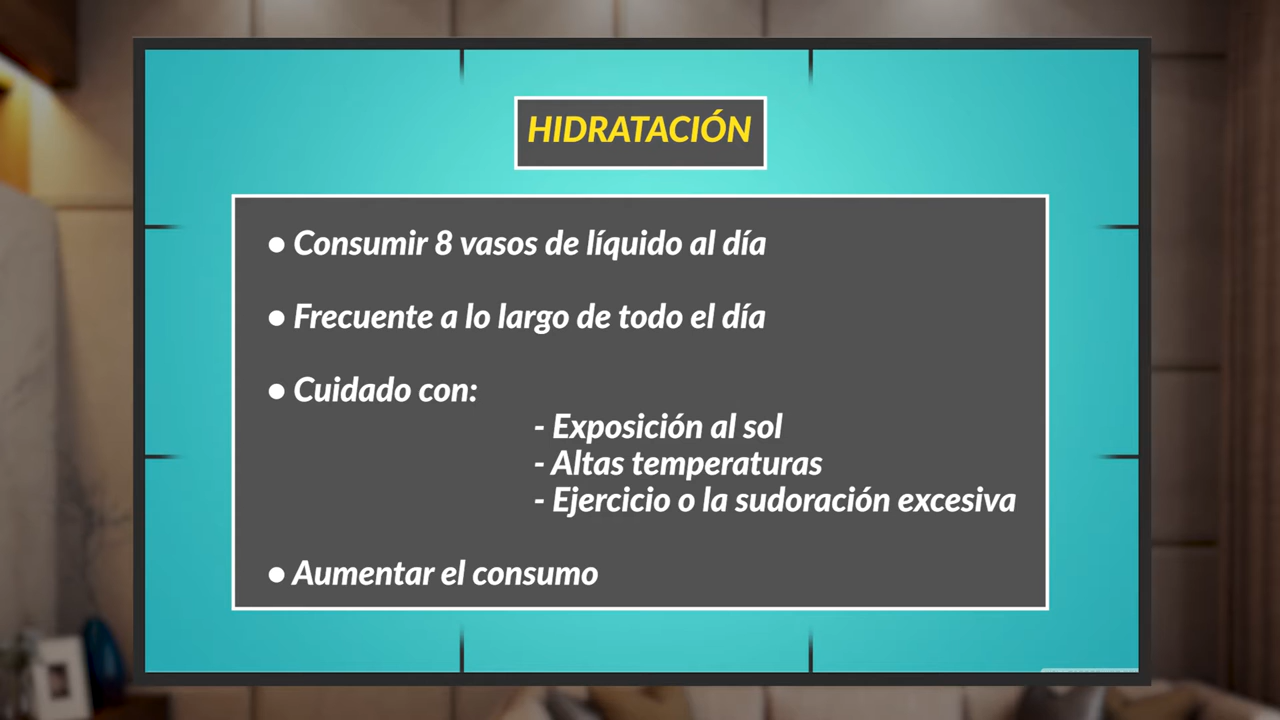 HIDRATACIÓN
● Consumir 8 vasos de líquido al día
● Frecuente a lo largo de todo el día
● Cuidado con:
- Exposición al sol
- Altas temperaturas
- Ejercicio o la sudoración excesiva
● Aumentar el consumo